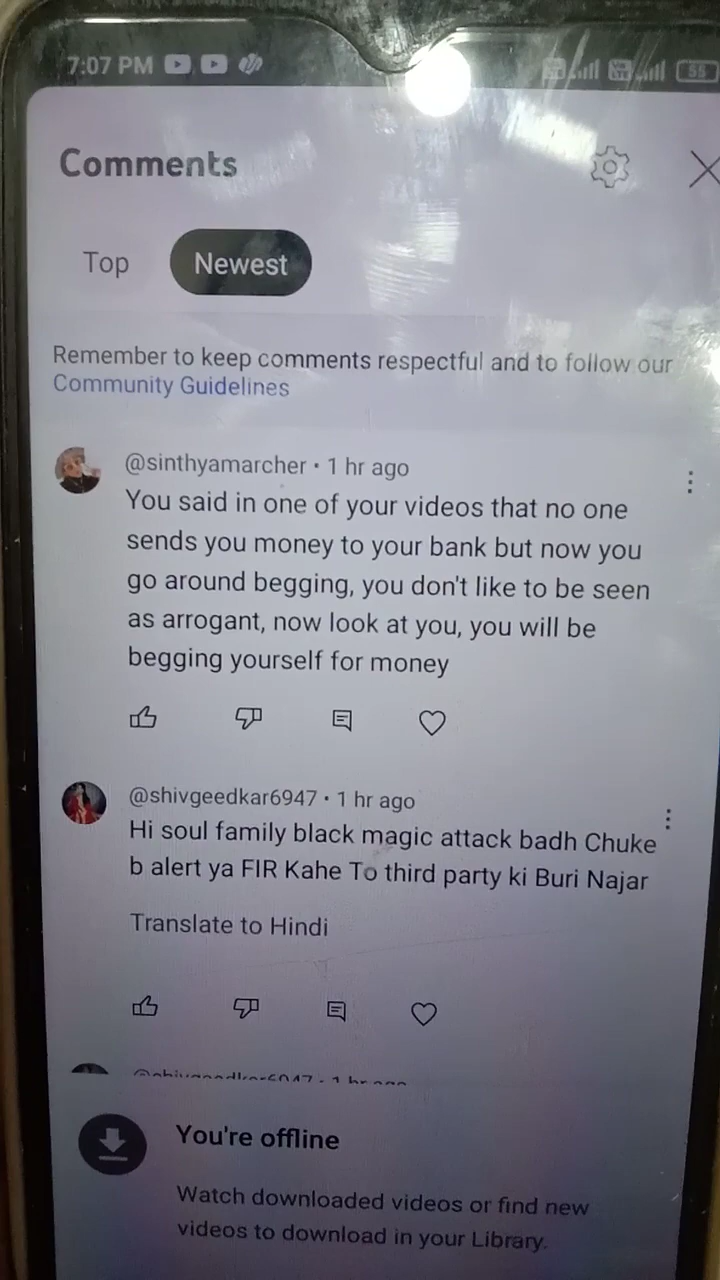 7:07 PM
55
Comments
Top
Newest
Remember to keep comments respectful and to follow our
Community Guidelines
@sinthyamarcher • 1 hr ago
You said in one of your videos that no one
sends you money to your bank but now you
go around begging, you don't like to be seen
as arrogant, now look at you, you will be
begging yourself for money
@shivgeedkar6947 • 1 hr ago
Hi soul family black magic attack badh Chuke
b alert ya FIR Kahe To third party ki Buri Najar
Translate to Hindi
You're offline
Watch downloaded videos or find new
videos to download in your Library.